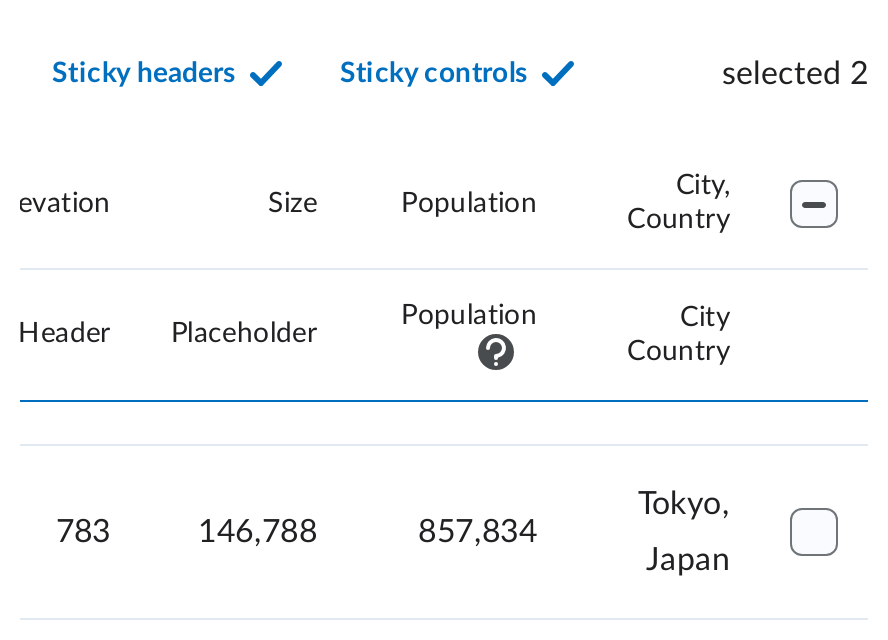 Sticky headers
Sticky controls
selected 2
evation
Size
Population
City,
Country
Header
Placeholder
Population
City
Country
783
146,788
857,834
Tokyo,
Japan